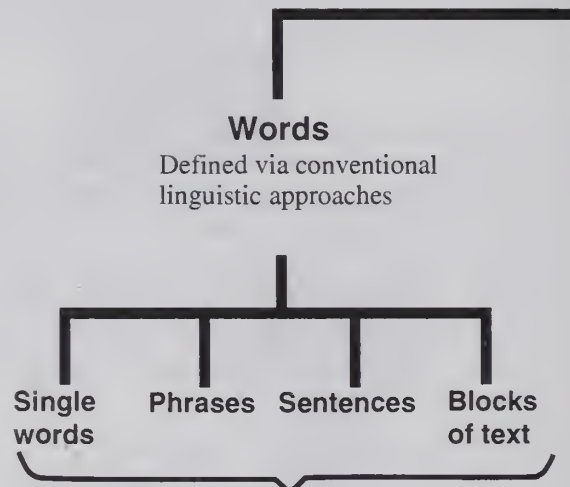 Words
Defined via conventional
linguistic approaches
Single
words
Phrases
Sentences
Blocks
of text